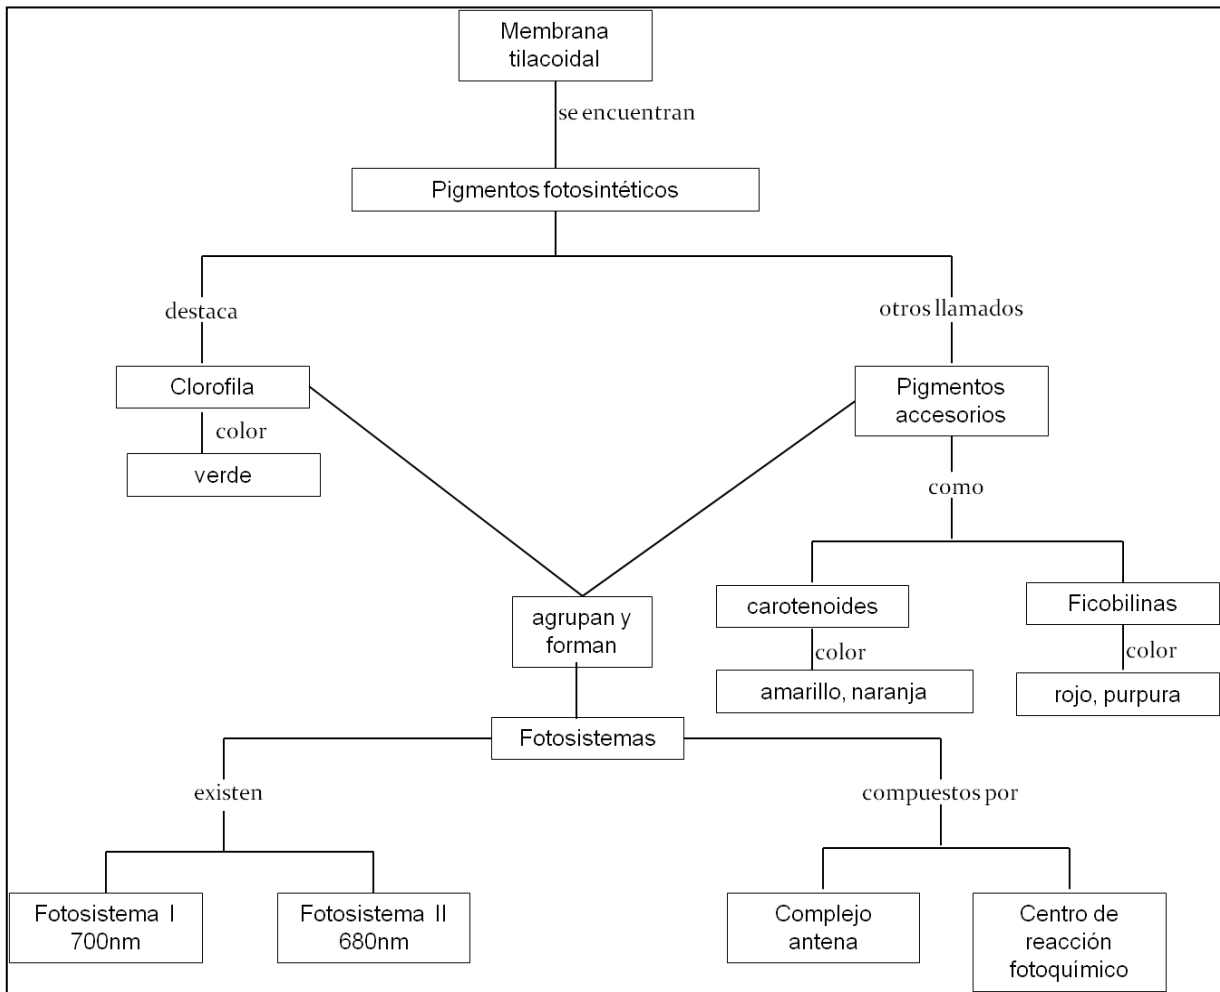 Membrana
tilacoidal
se encuentran
Pigmentos fotosintéticos
destaca
otros llamados
Clorofila
Pigmentos
accesorios
color
verde
como
agrupan y
forman
carotenoides
Ficobilinas
color
color
amarillo, naranja
rojo, purpura
Fotosistemas
existen
compuestos por
Fotosistema I
700nm
Fotosistema II
680nm
Complejo
antena
Centro de
reacción
fotoquímico